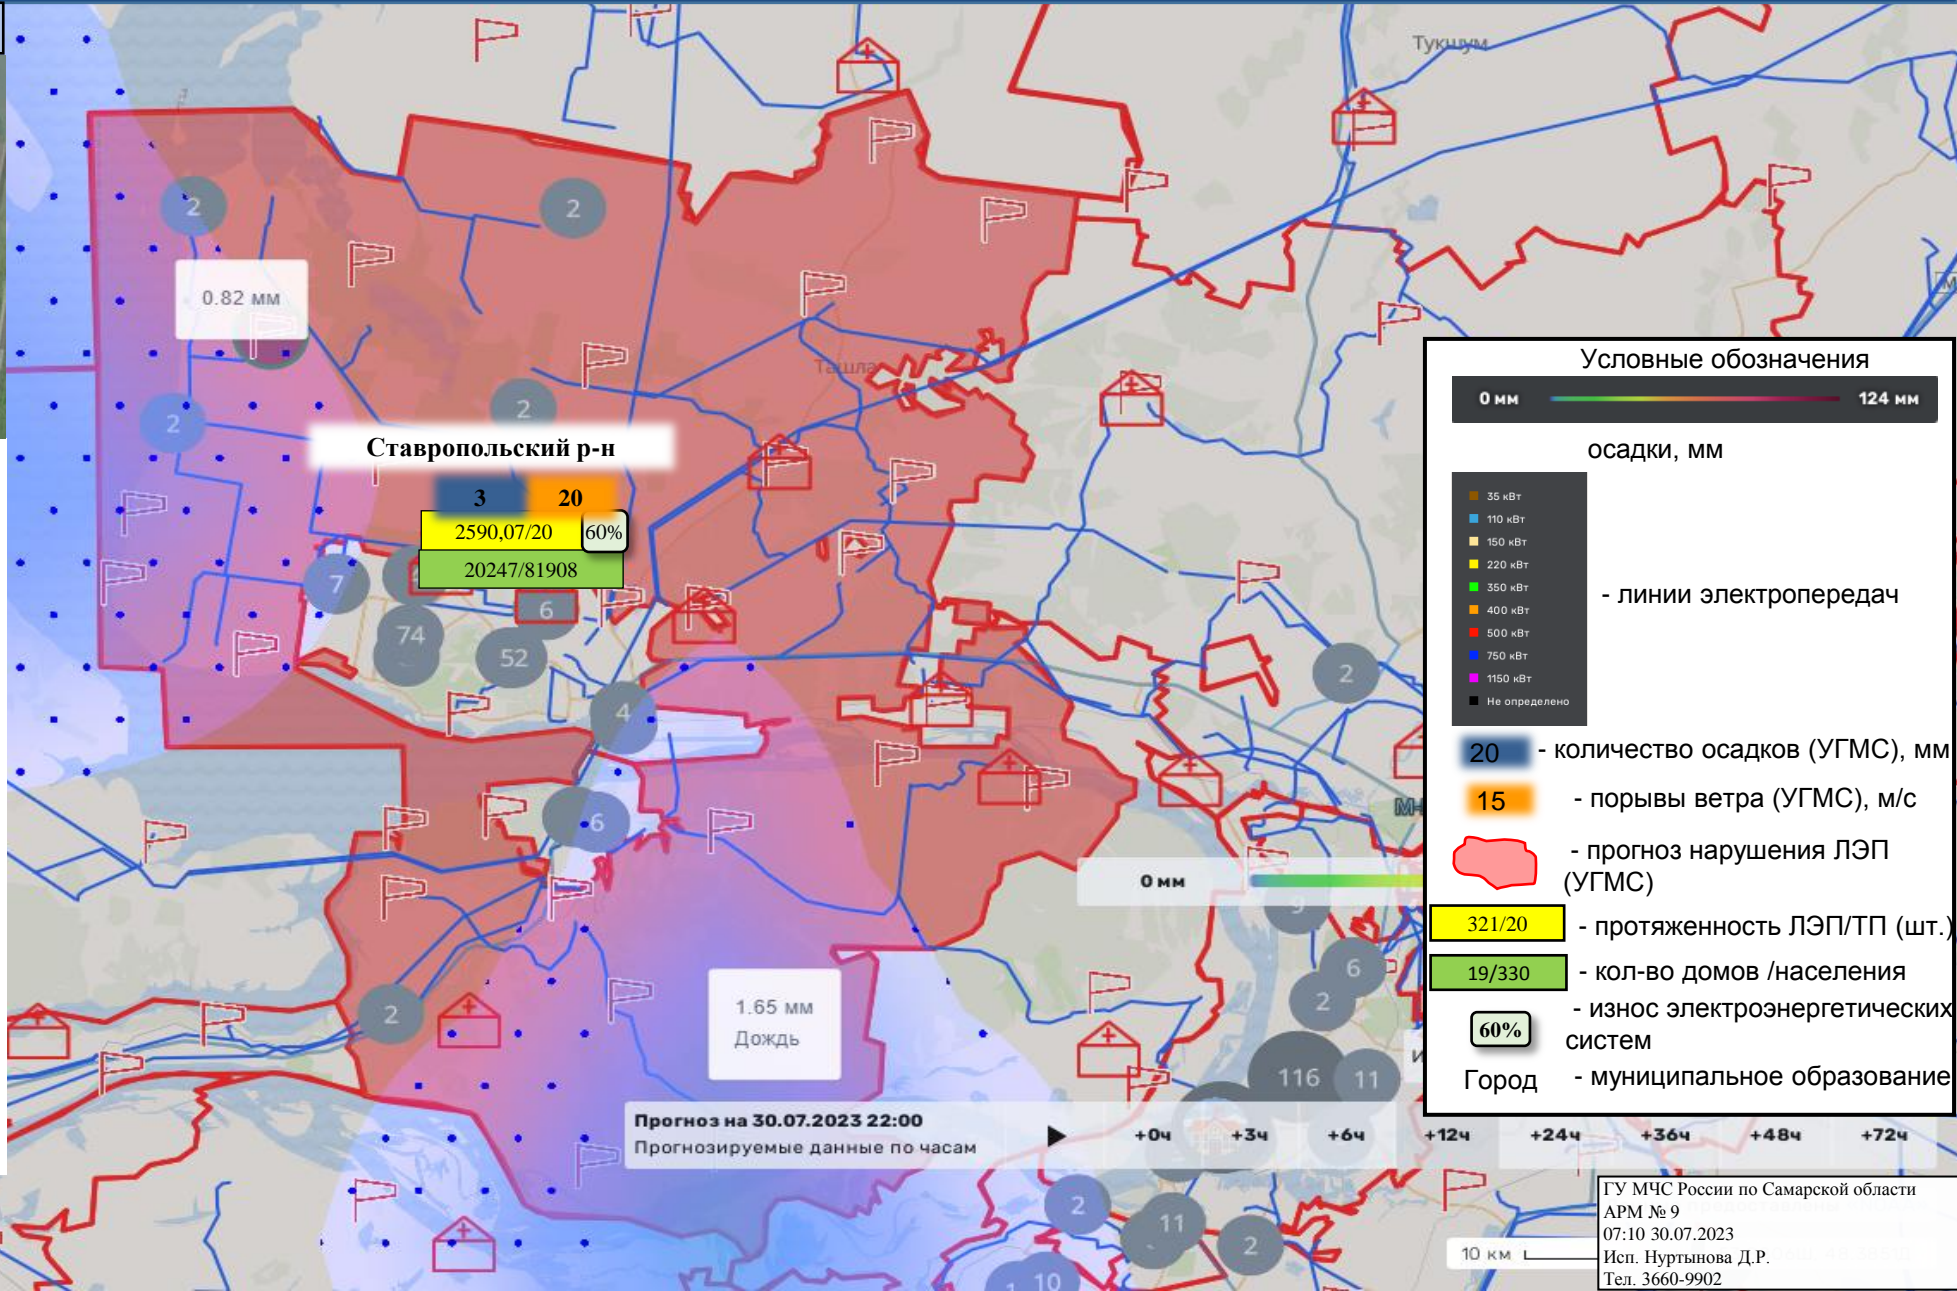 Тукшум
2
2
0.82 мм
Ташла
2
2
Ставропольский р-н
3 20
2590,07/20 60%
20247/81908
7
6
74
52
4
2
6
2
0 мм
9
6
2
1.65 мм
Дождь
116
11
Прогноз на 30.07.2023 22:00
Прогнозируемые данные по часам
+0ч +3ч +6ч +12ч +24ч +36ч +48ч +72ч
2
11
2
10
10 км
Условные обозначения
0 мм 124 мм
осадки, мм
35 кВт
110 кВт
150 кВт
220 кВт
350 кВт
400 кВт
500 кВт
750 кВт
1150 кВт
Не определено
- линии электропередач
20 - количество осадков (УГМС), мм
15 - порывы ветра (УГМС), м/с
- прогноз нарушения ЛЭП
(УГМС)
321/20 - протяженность ЛЭП/ТП (шт.)
19/330 - кол-во домов /населения
60% - износ электроэнергетических
систем
Город - муниципальное образование
ГУ МЧС России по Самарской области
АРМ № 9
07:10 30.07.2023
Исп. Нуртынова Д.Р.
Тел. 3660-9902